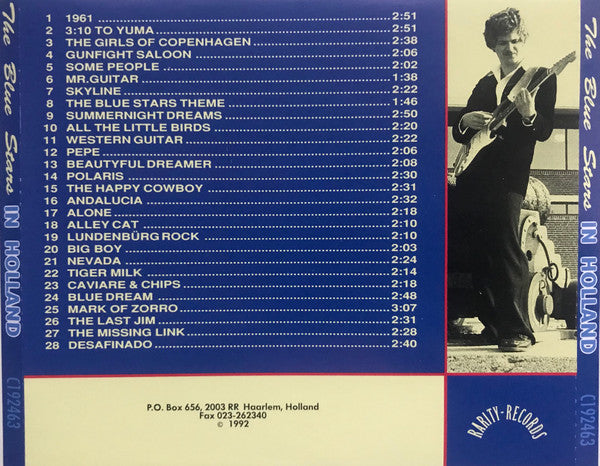 The Blue Stars IN HOLLAND C192463
1 1961 2:51
2 3:10 TO YUMA 2:51
3 THE GIRLS OF COPENHAGEN 2:38
4 GUNFIGHT SALOON 2:06
5 SOME PEOPLE 2:02
6 MR.GUITAR 1:38
7 SKYLINE 2:22
8 THE BLUE STARS THEME 1:46
9 SUMMERNIGHT DREAMS 2:50
10 ALL THE LITTLE BIRDS 2:20
11 WESTERN GUITAR 2:22
12 PEPE 2:06
13 BEAUTYFUL DREAMER 2:08
14 POLARIS 2:30
15 THE HAPPY COWBOY 2:31
16 ANDALUCIA 2:32
17 ALONE 2:18
18 ALLEY CAT 2:10
19 LUNDENBÜRG ROCK 2:10
20 BIG BOY 2:03
21 NEVADA 2:24
22 TIGER MILK 2:14
23 CAVIARE & CHIPS 2:18
24 BLUE DREAM 2:48
25 MARK OF ZORRO 3:07
26 THE LAST JIM 2:31
27 THE MISSING LINK 2:28
28 DESAFINADO 2:40
P.O. Box 656, 2003 RR Haarlem, Holland
Fax 023-262340
© 1992
RARITY-RECORDS
The Blue Stars IN HOLLAND C192463